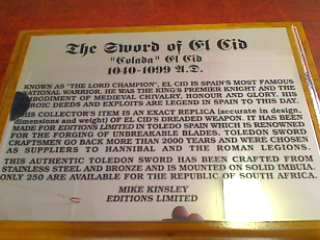 The Sword of El Cid
"Colada" El Cid
1040-1099 A.D.
KNOWN AS "THE LORD CHAMPION", EL CID IS SPAIN'S MOST FAMOUS
NATIONAL WARRIOR. HE WAS THE KING'S PREMIER KNIGHT AND THE
EMBODIMENT OF MEDIEVAL CHIVALRY, HONOUR AND GLORY. HIS
HEROIC DEEDS AND EXPLOITS ARE LEGEND IN SPAIN TO THIS DAY.
THIS COLLECTOR'S ITEM IS AN EXACT REPLICA (accurate in design,
dimensions and weight) OF EL CID'S DREADED WEAPON. IT HAS BEEN
MADE FOR EDITIONS LIMITED IN TOLEDO SPAIN WHICH IS RENOWNED
FOR THE FORGING OF UNBREAKABLE BLADES. TOLEDON SWORD
CRAFTSMEN GO BACK MORE THAN 2000 YEARS AND WERE CHOSEN
AS SUPPLIERS TO HANNIBAL AND THE ROMAN LEGIONS.
THIS AUTHENTIC TOLEDON SWORD HAS BEEN CRAFTED FROM
STAINLESS STEEL AND BRONZE AND IS MOUNTED ON SOLID IMBUIA.
ONLY 250 ARE AVAILABLE FOR THE REPUBLIC OF SOUTH AFRICA.
MIKE KINSLEY
EDITIONS LIMITED